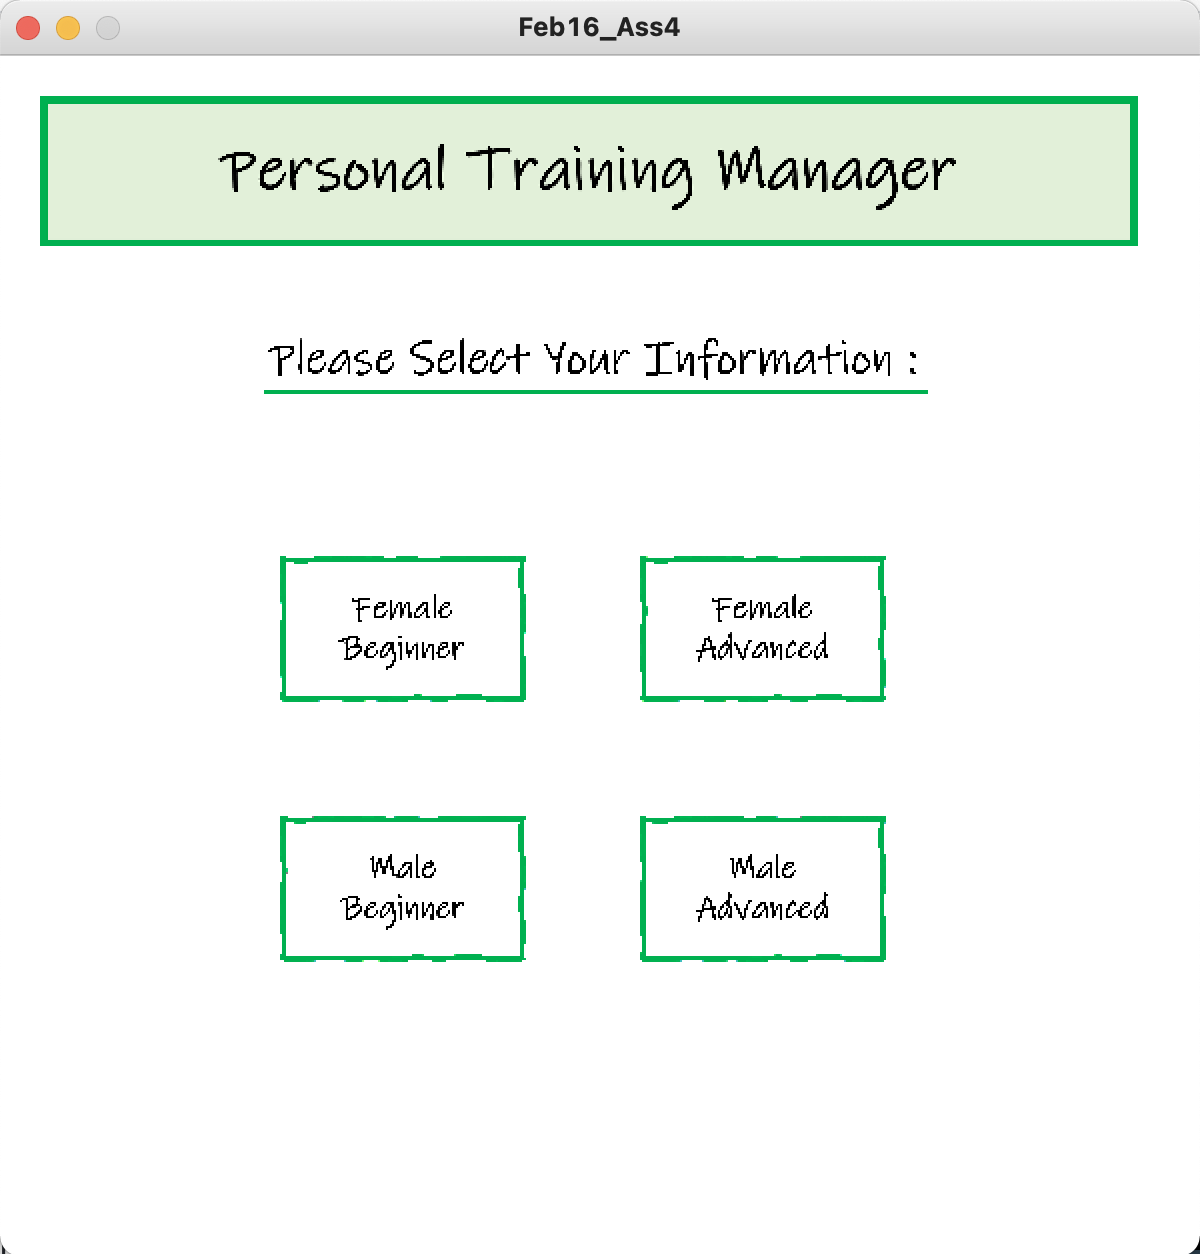 Feb16_Ass4
Personal Training Manager
Please Select Your Information :
Female
Beginner
Female
Advanced
Male
Beginner
Male
Advanced